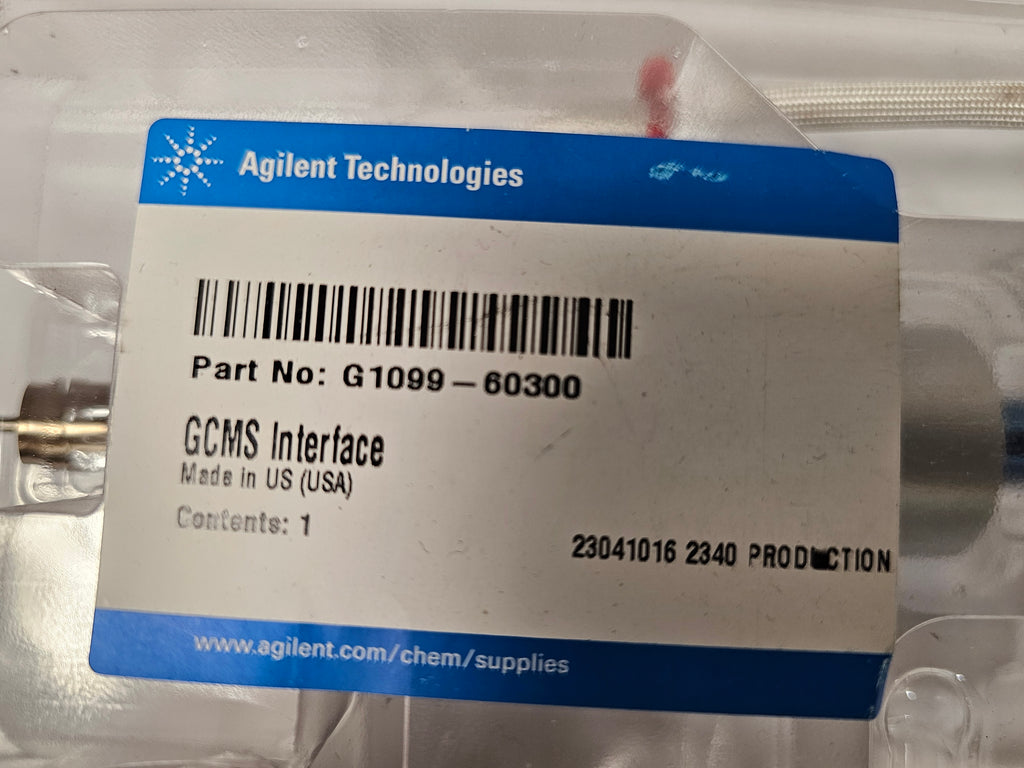 Agilent Technologies
Part No: G1099-60300
GCMS Interface
Made in US (USA)
Contents: 1
23041016 2340 PRODUCTION
www.agilent.com/chem/supplies